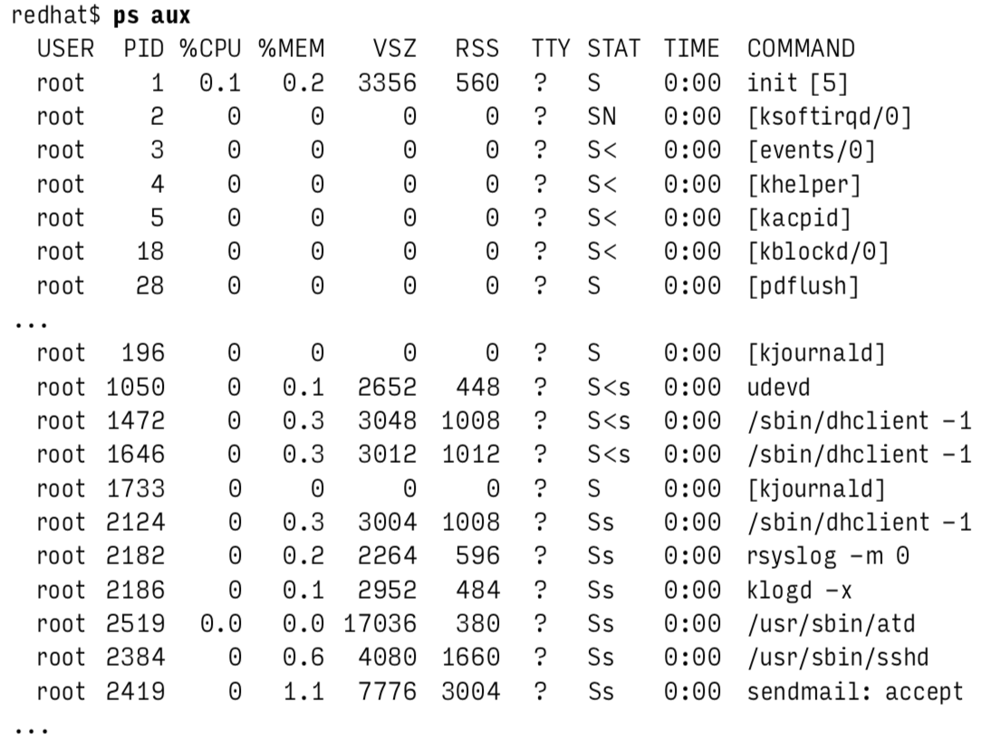 redhat$ ps aux
USER PID %CPU %MEM VSZ RSS TTY STAT TIME COMMAND
root 1 0.1 0.2 3356 560 ? S 0:00 init [5]
root 2 0 0 0 0 ? SN 0:00 [ksoftirqd/0]
root 3 0 0 0 0 ? S< 0:00 [events/0]
root 4 0 0 0 0 ? S< 0:00 [khelper]
root 5 0 0 0 0 ? S< 0:00 [kacpid]
root 18 0 0 0 0 ? S< 0:00 [kblockd/0]
root 28 0 0 0 0 ? S 0:00 [pdflush]
...
root 196 0 0 0 0 ? S 0:00 [kjournald]
root 1050 0 0.1 2652 448 ? S<s 0:00 udevd
root 1472 0 0.3 3048 1008 ? S<s 0:00 /sbin/dhclient –1
root 1646 0 0.3 3012 1012 ? S<s 0:00 /sbin/dhclient –1
root 1733 0 0 0 0 ? S 0:00 [kjournald]
root 2124 0 0.3 3004 1008 ? Ss 0:00 /sbin/dhclient –1
root 2182 0 0.2 2264 596 ? Ss 0:00 rsyslog –m 0
root 2186 0 0.1 2952 484 ? Ss 0:00 klogd –x
root 2519 0.0 0.0 17036 380 ? Ss 0:00 /usr/sbin/atd
root 2384 0 0.6 4080 1660 ? Ss 0:00 /usr/sbin/sshd
root 2419 0 1.1 7776 3004 ? Ss 0:00 sendmail: accept
...